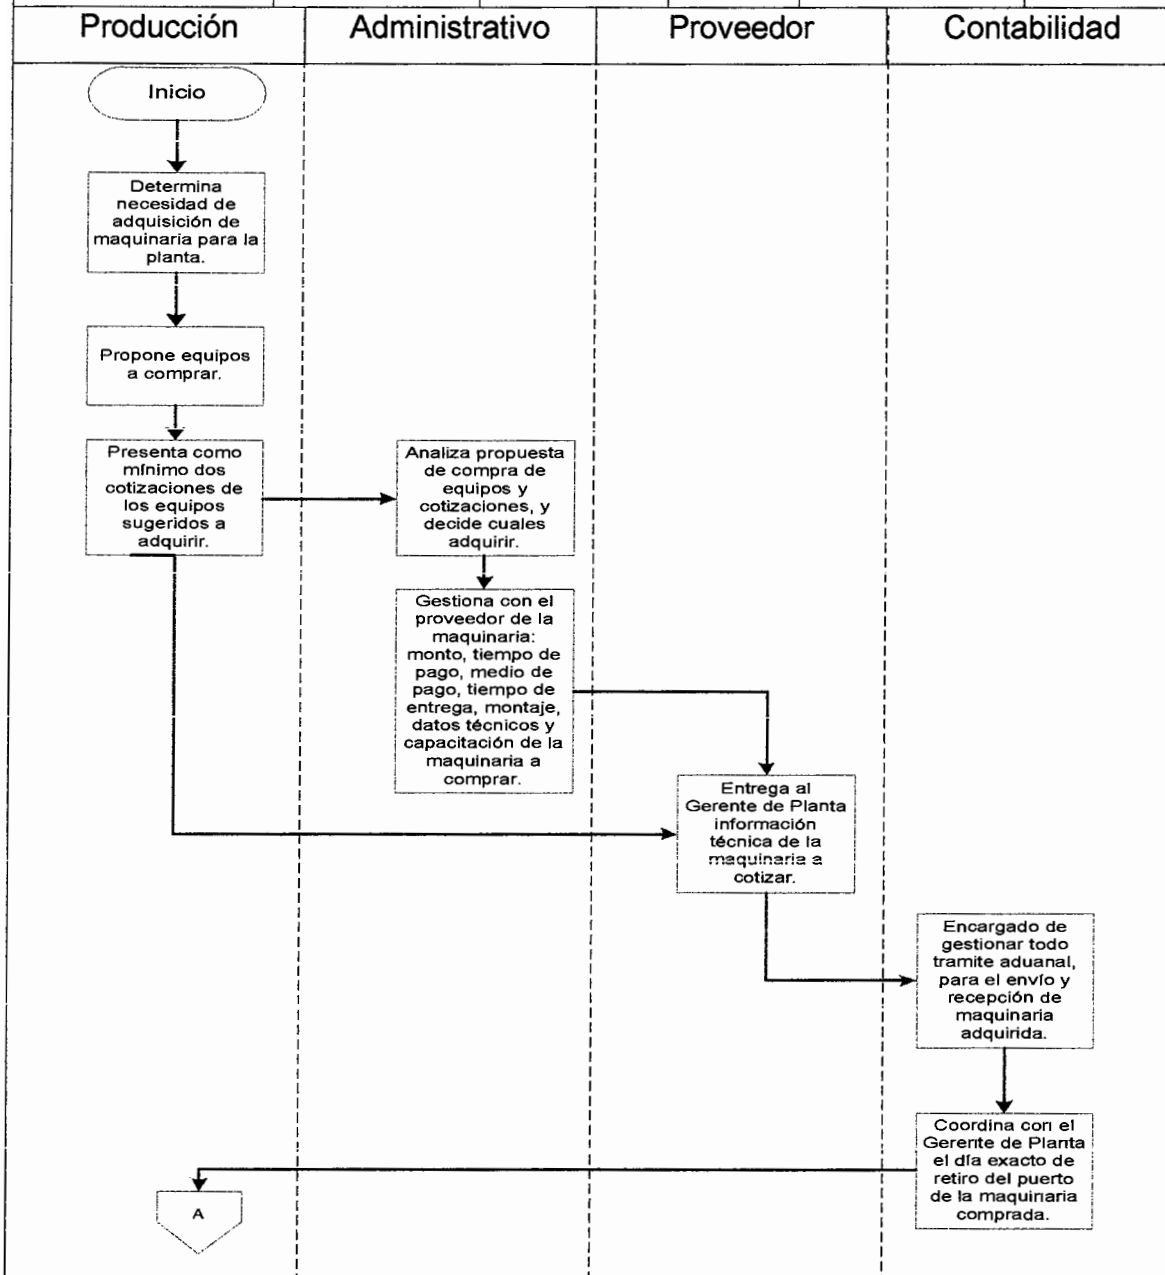 Producción
Administrativo
Proveedor
Contabilidad
Inicio
Determina
necesidad de
adquisición de
maquinaria para la
planta.
Propone equipos
a comprar.
Presenta como
mínimo dos
cotizaciones de
los equipos
sugeridos a
adquirir.
Analiza propuesta
de compra de
equipos y
cotizaciones, y
decide cuales
adquirir.
Gestiona con el
proveedor de la
maquinaria:
monto, tiempo de
pago, medio de
pago, tiempo de
entrega, montaje,
datos técnicos y
capacitación de la
maquinaria a
comprar.
Entrega al
Gerente de Planta
información
técnica de la
maquinaria a
cotizar.
Encargado de
gestionar todo
tramite aduanal,
para el envío y
recepción de
maquinaria
adquirida.
Coordina con el
Gerente de Planta
el día exacto de
retiro del puerto
de la maquinaria
comprada.
A